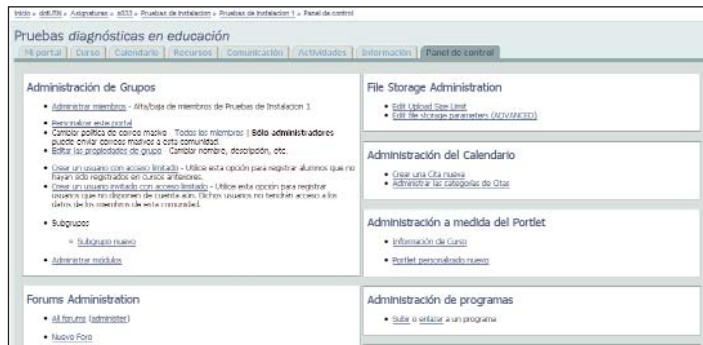 Inicio » dotLRN » Asignaturas » a033 » Pruebas de Instalacion » Pruebas de Instalacion 1 » Panel de control
Pruebas diagnósticas en educación
Mi portal Curso Calendario Recursos Comunicación Actividades Información Panel de control
Administración de Grupos
Administrar miembros - Alta/baja de miembros de Pruebas de Instalacion 1
Personalizar este portal
Cambiar política de correo masivo - Todos los miembros | Sólo administradores
puede enviar correos masivos a esta comunidad.
Editar las propiedades de grupo - Cambiar nombre, descripción, etc.
Crear un usuario con acceso limitado - Utilice esta opción para registrar alumnos que no
hayan sido registrados en cursos anteriores.
Crear un usuario invitado con acceso limitado - Utilice esta opción para registrar
usuarios que no disponen de cuenta aún. Dichos usuarios no tendrán acceso a los
datos de los miembros de esta comunidad.
Subgrupos
Subgrupo nuevo
Administrar módulos
Forums Administration
All forums (administer)
Nuevo Foro
File Storage Administration
Edit Upload Size Limit
Edit file storage parameters (ADVANCED)
Administración del Calendario
Crear una Cita nueva
Administrar las categorías de Citas
Administración a medida del Portlet
Información de Curso
Portlet personalizado nuevo
Administración de programas
Subir o enlazar a un programa